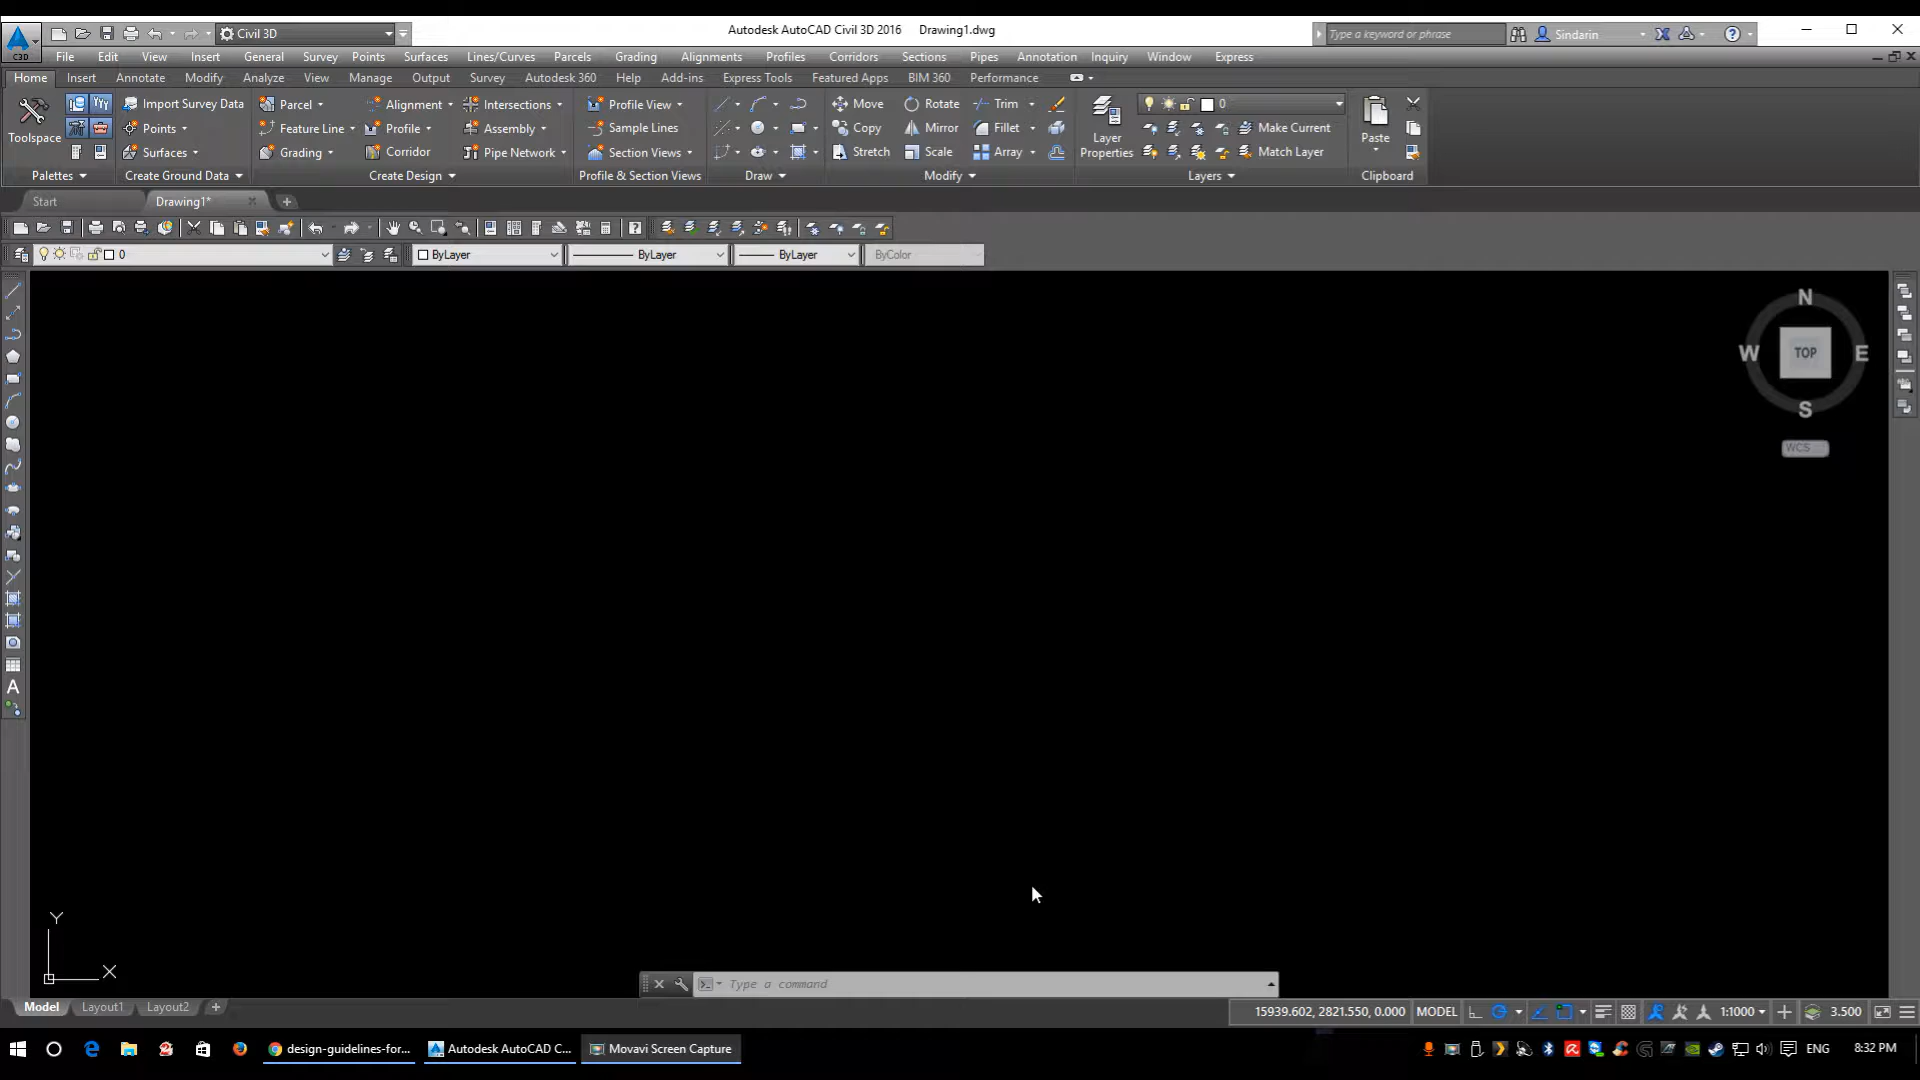 Civil 3D Autodesk AutoCAD Civil 3D 2016 Drawing1.dwg Type a keyword or phrase Sindarin
C3D
File Edit View Insert General Survey Points Surfaces Lines/Curves Parcels Grading Alignments Profiles Corridors Sections Pipes Annotation Inquiry Window Express
Home Insert Annotate Modify Analyze View Manage Output Survey Autodesk 360 Help Add-ins Express Tools Featured Apps BIM 360 Performance
Import Survey Data Parcel Alignment Intersections Profile View Move Rotate Trim 0
Toolspace Points Feature Line Profile Assembly Sample Lines Copy Mirror Fillet Layer Properties Make Current Paste
Surfaces Grading Corridor Pipe Network Section Views Stretch Scale Array Match Layer
Palettes Create Ground Data Create Design Profile & Section Views Draw Modify Layers Clipboard
Start Drawing1*
0 ByLayer ByLayer ByLayer ByColor
N
W TOP E
S
WCS
Y
X
Type a command
Model Layout1 Layout2 15939.602, 2821.550, 0.000 MODEL 1:1000 3.500
design-guidelines-for... Autodesk AutoCAD C... Movavi Screen Capture ENG 8:32 PM